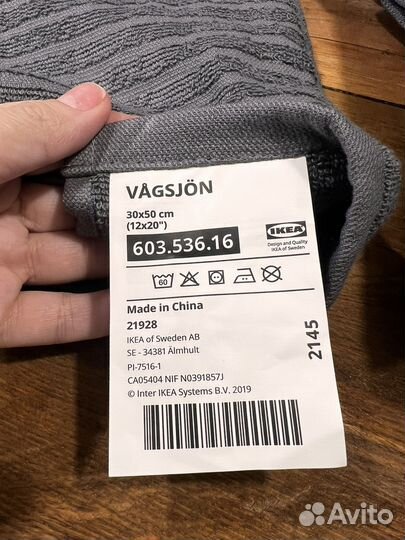 VÅGSJÖN
30x50 cm
(12x20")
603.536.16
IKEA
Design and Quality
IKEA of Sweden
60
Made in China
21928
IKEA of Sweden AB
SE - 34381 Älmhult
PI-7516-1
CA05404 NIF N0391857J
© Inter IKEA Systems B.V. 2019
2145
Avito